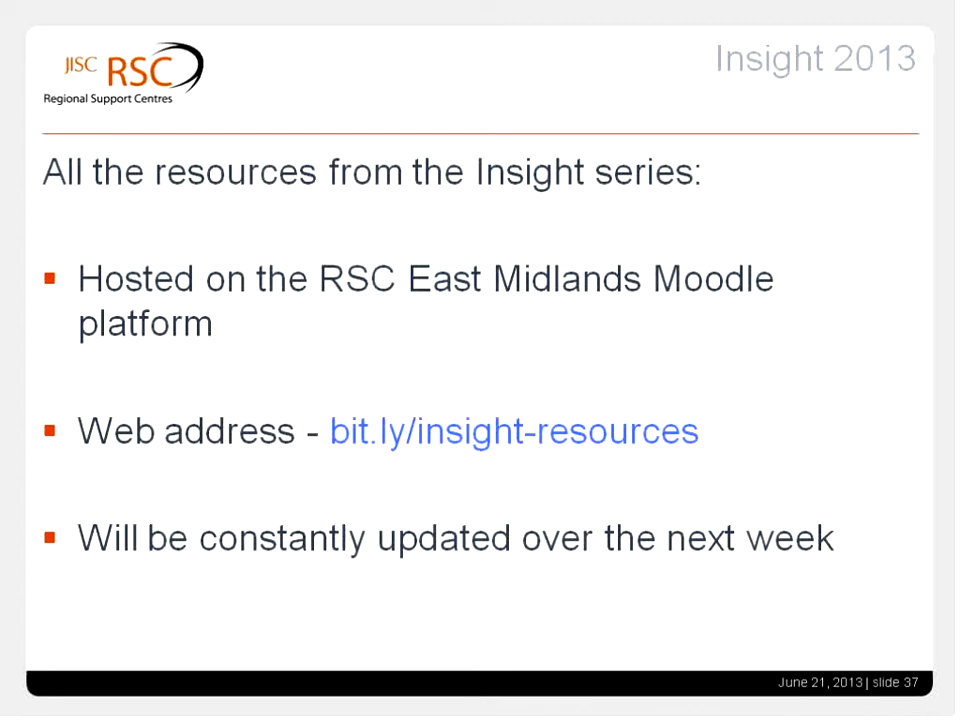 JISC RSC
Regional Support Centres
Insight 2013
All the resources from the Insight series:
▪ Hosted on the RSC East Midlands Moodle
platform
▪ Web address - bit.ly/insight-resources
▪ Will be constantly updated over the next week
June 21, 2013 | slide 37